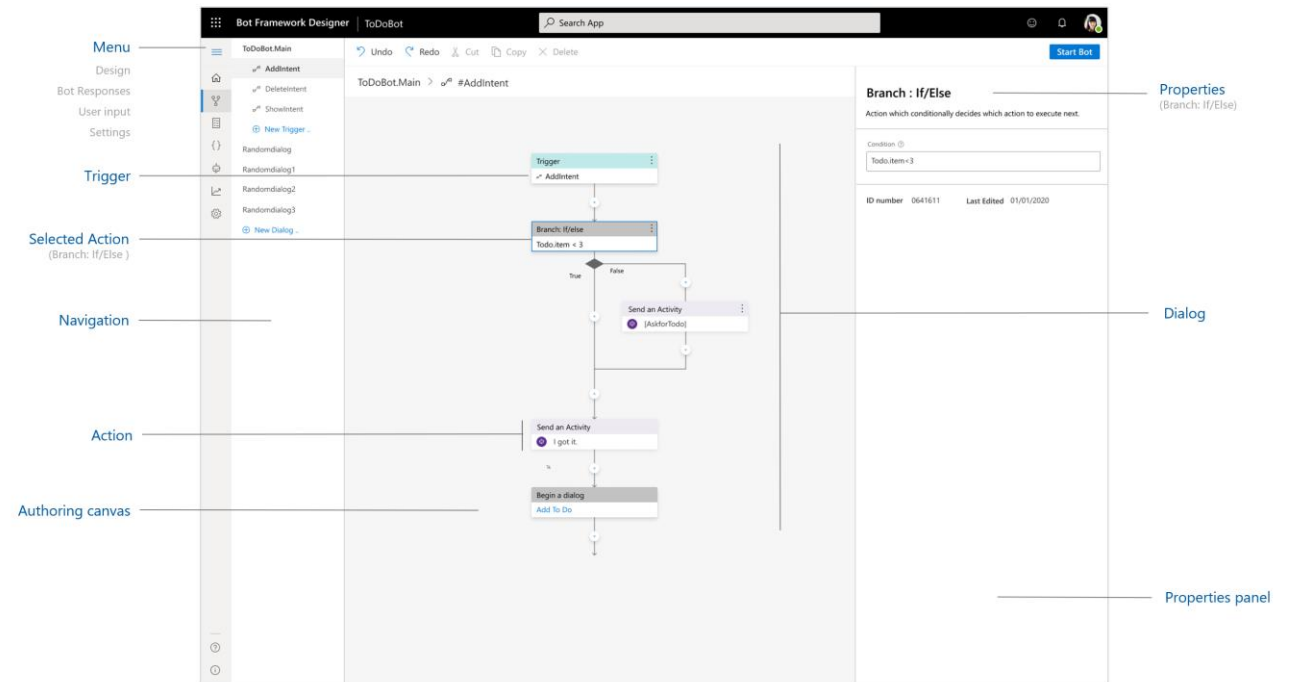 Bot Framework Designer | ToDoBot
Search App
Menu
Design
Bot Responses
User input
Settings
Trigger
Selected Action
(Branch: If/Else )
Navigation
Action
Authoring canvas
ToDoBot.Main
AddIntent
DeleteIntent
ShowIntent
New Trigger ..
Randomdialog
Randomdialog1
Randomdialog2
Randomdialog3
New Dialog ..
Undo Redo Cut Copy Delete
Start Bot
ToDoBot.Main > #AddIntent
Trigger
AddIntent
Branch: If/else
Todo.item < 3
True
False
Send an Activity
[AskforTodo]
Send an Activity
I got it.
Begin a dialog
Add To Do
Branch : If/Else
Action which conditionally decides which action to execute next.
Condition
Todo.item<3
ID number 0641611 Last Edited 01/01/2020
Properties
(Branch: If/Else)
Dialog
Properties panel